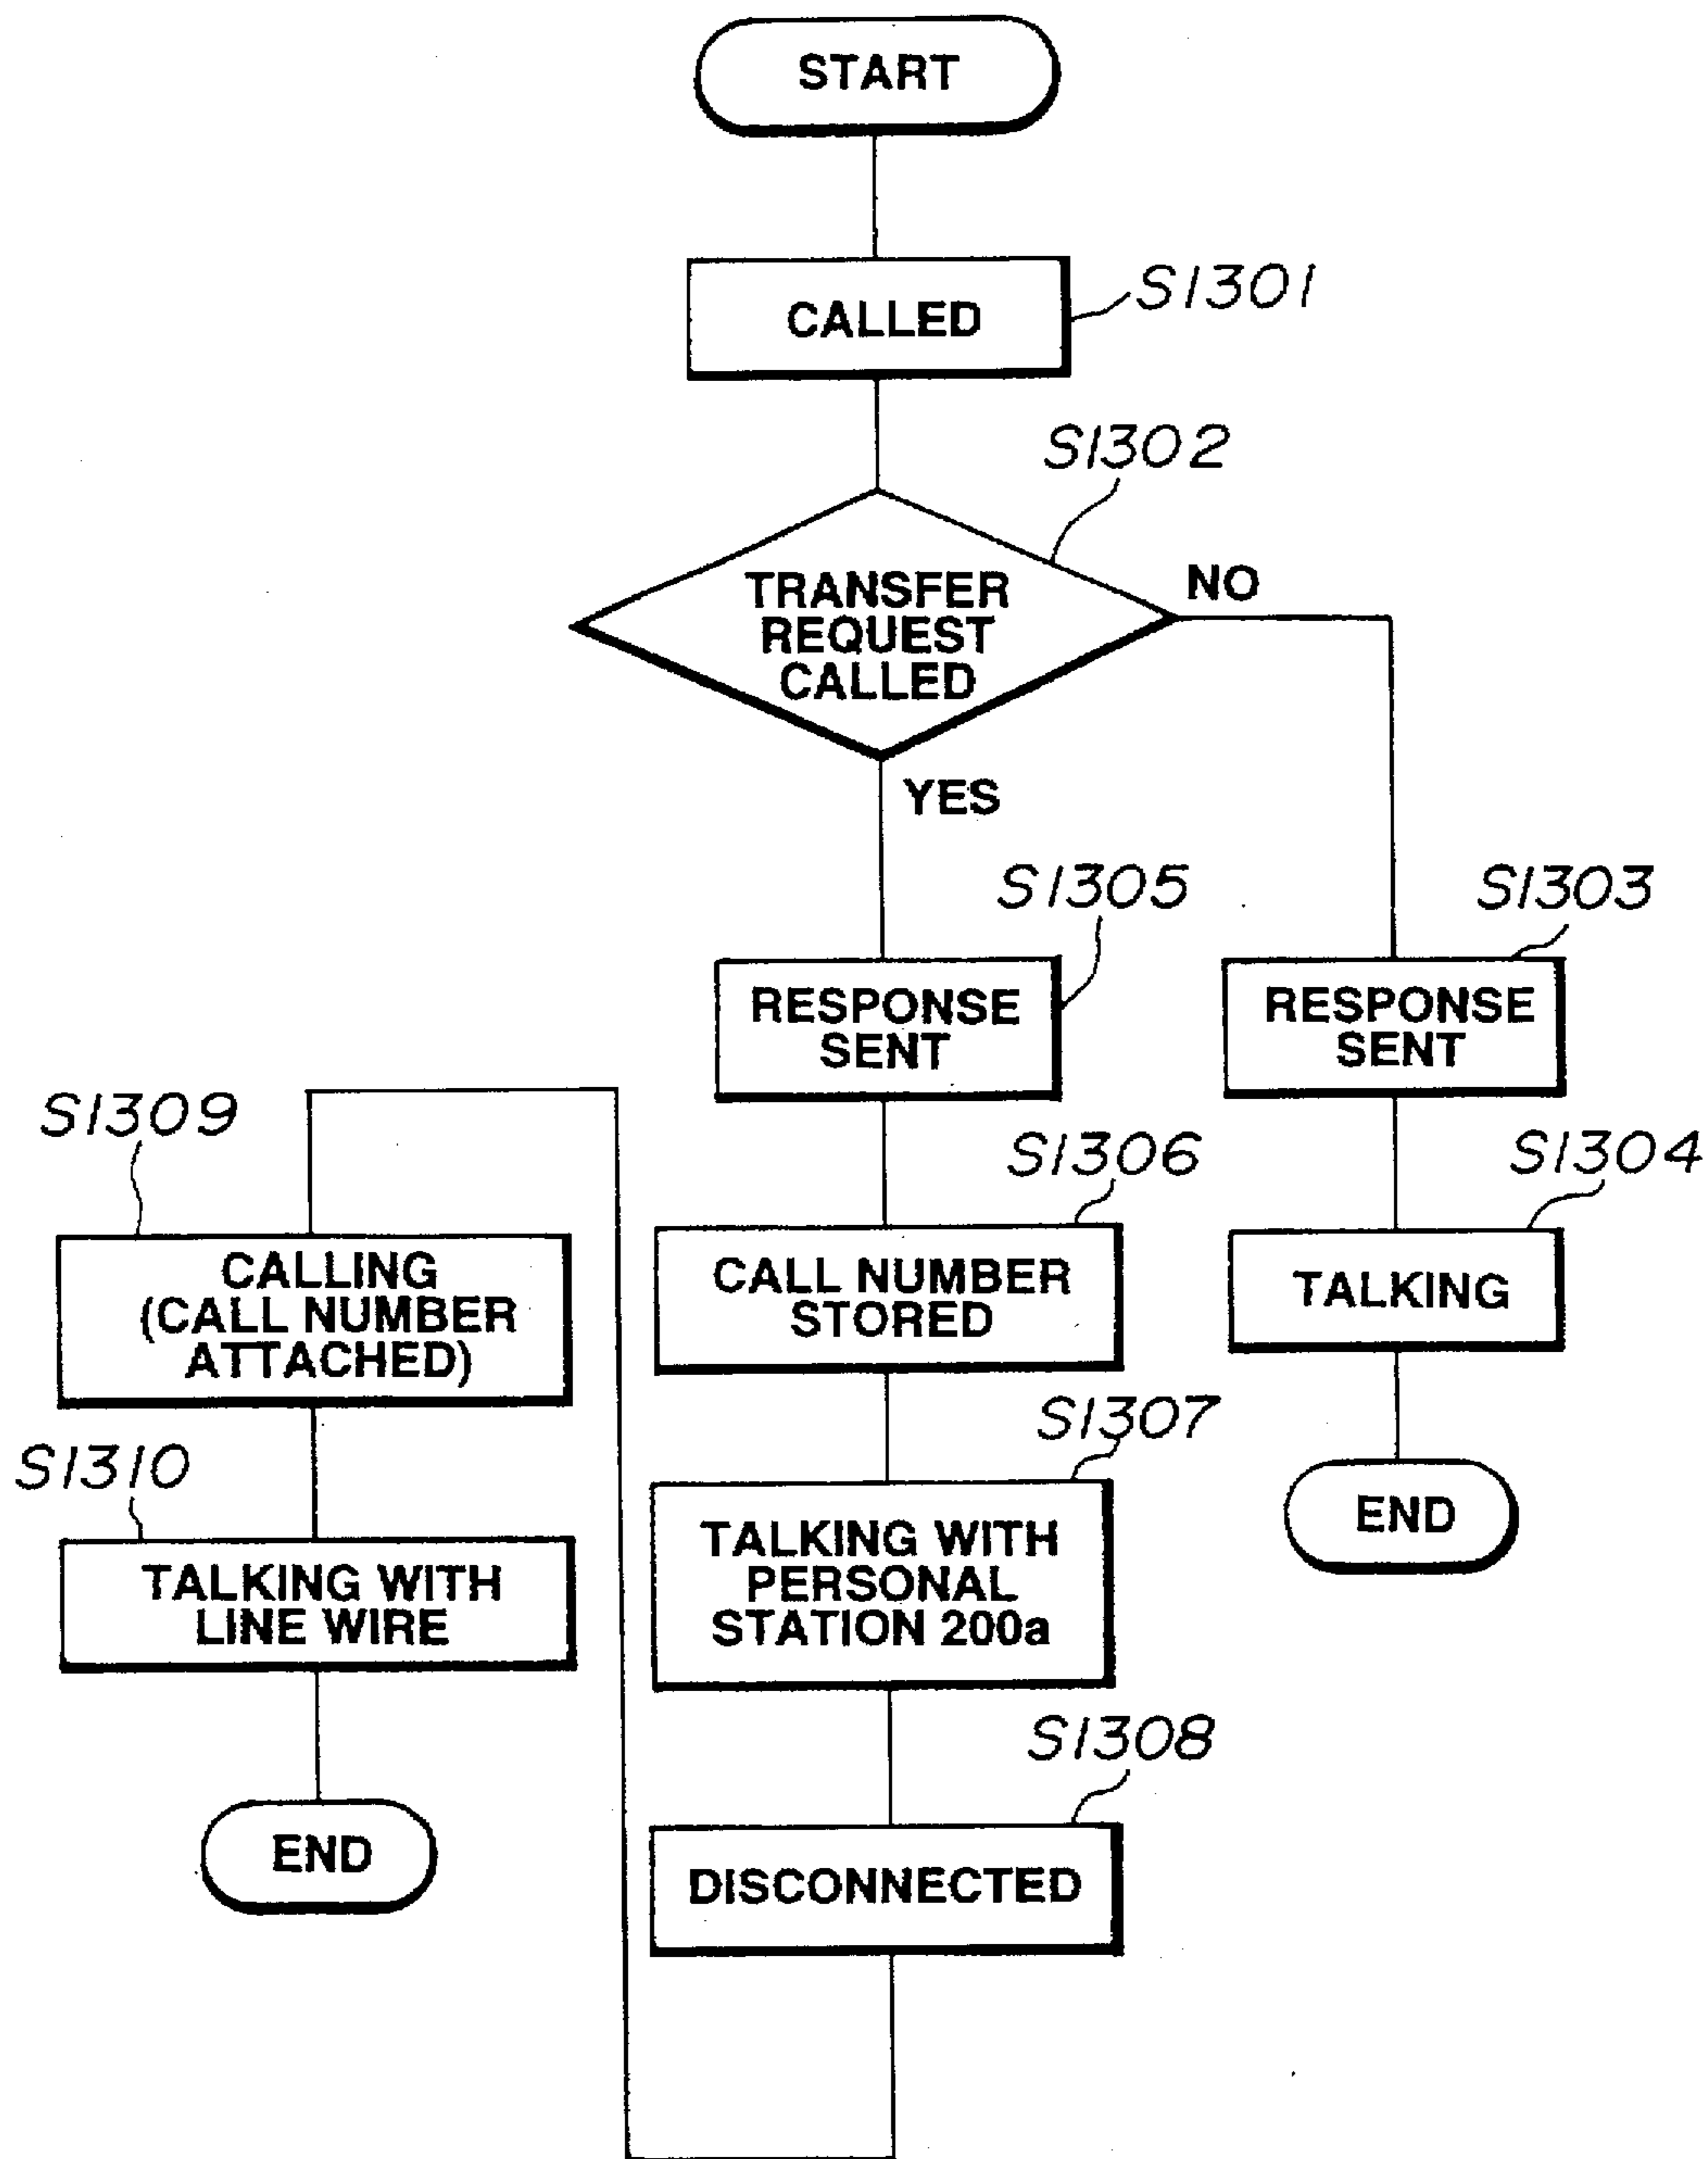 START
CALLED
S1301
S1302
TRANSFER
REQUEST
CALLED
NO
YES
S1305
RESPONSE
SENT
S1303
RESPONSE
SENT
S1306
CALL NUMBER
STORED
S1304
TALKING
END
S1307
TALKING WITH
PERSONAL
STATION 200a
S1308
DISCONNECTED
S1309
CALLING
(CALL NUMBER
ATTACHED)
S1310
TALKING WITH
LINE WIRE
END